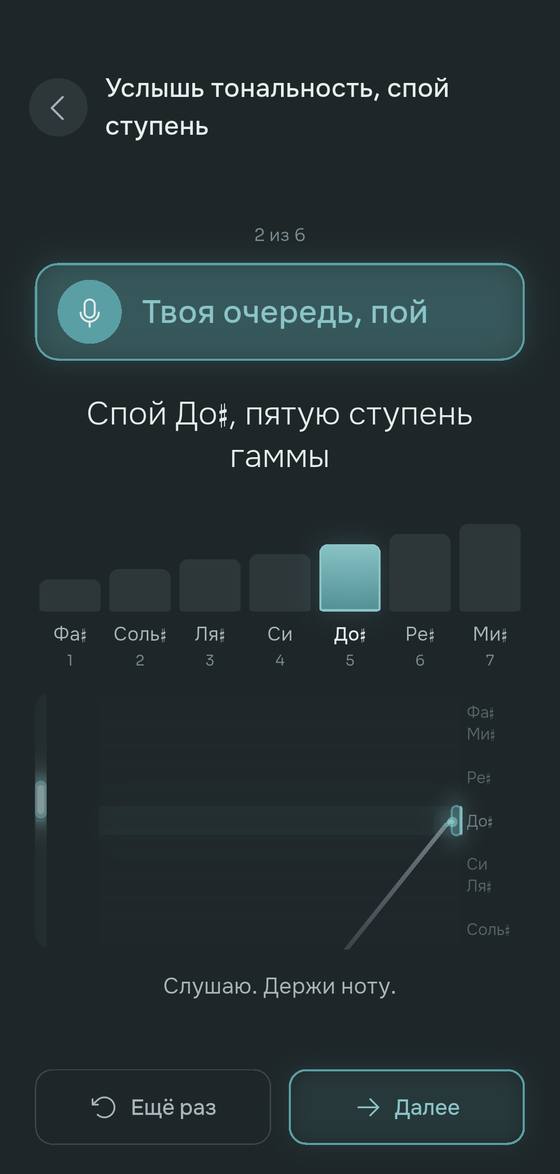 Услышь тональность, спой
ступень
2 из 6
Твоя очередь, пой
Спой До♯, пятую ступень
гаммы
Фа♯ Соль♯ Ля♯ Си До♯ Ре♯ Ми♯
1 2 3 4 5 6 7
Фа♯
Ми♯
Ре♯
До♯
Си
Ля♯
Соль♯
Слушаю. Держи ноту.
Ещё раз
Далее